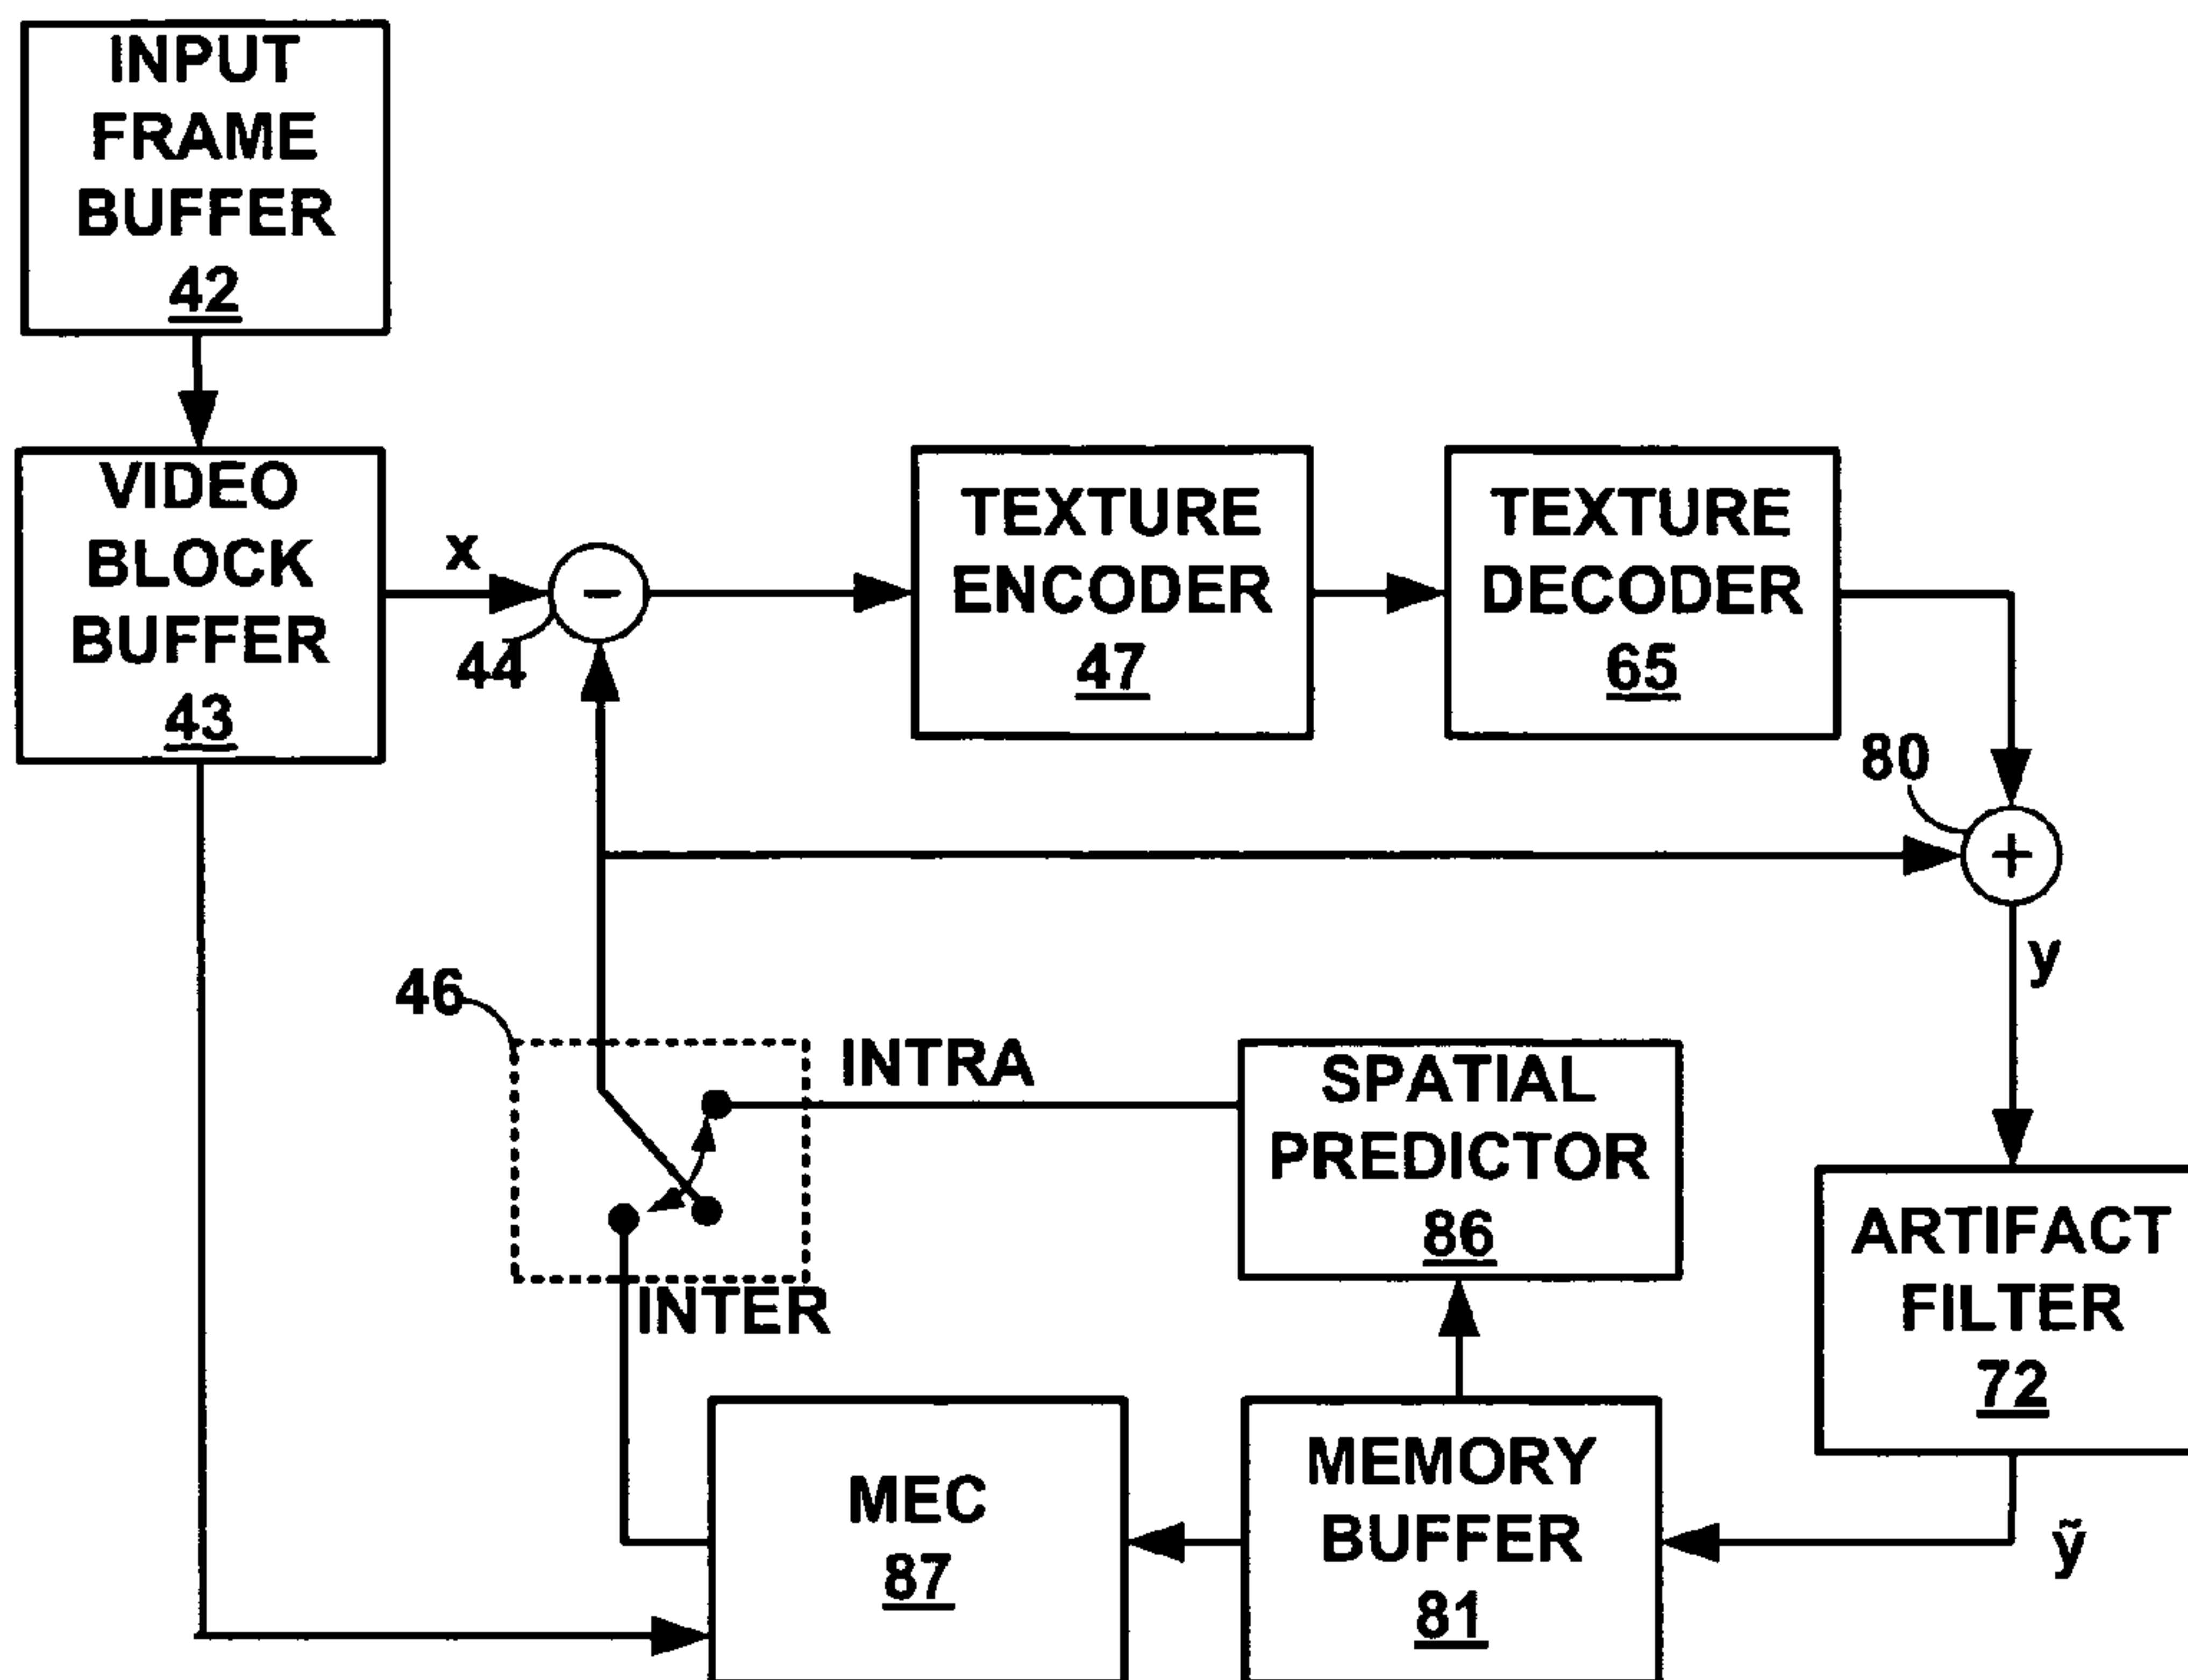 INPUT
FRAME
BUFFER
42
VIDEO
BLOCK
BUFFER
43
x
-
44
TEXTURE
ENCODER
47
TEXTURE
DECODER
65
80
+
y
46
INTRA
INTER
SPATIAL
PREDICTOR
86
ARTIFACT
FILTER
72
MEC
87
MEMORY
BUFFER
81
ỹ